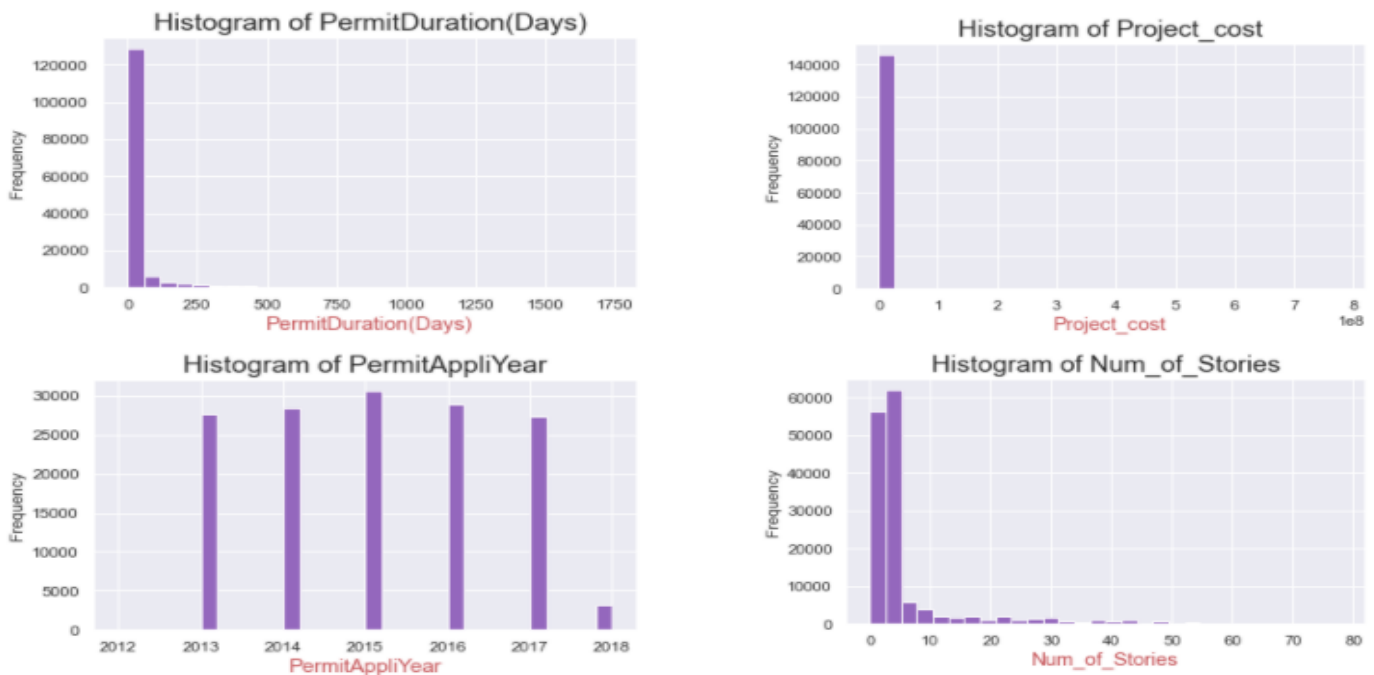 Histogram of PermitDuration(Days)
Frequency
120000
100000
80000
60000
40000
20000
0
0 250 500 750 1000 1250 1500 1750
PermitDuration(Days)
Histogram of Project_cost
Frequency
140000
120000
100000
80000
60000
40000
20000
0
0 1 2 3 4 5 6 7 8
1e8
Project_cost
Histogram of PermitAppliYear
Frequency
30000
25000
20000
15000
10000
5000
0
2012 2013 2014 2015 2016 2017 2018
PermitAppliYear
Histogram of Num_of_Stories
Frequency
60000
50000
40000
30000
20000
10000
0
0 10 20 30 40 50 60 70 80
Num_of_Stories